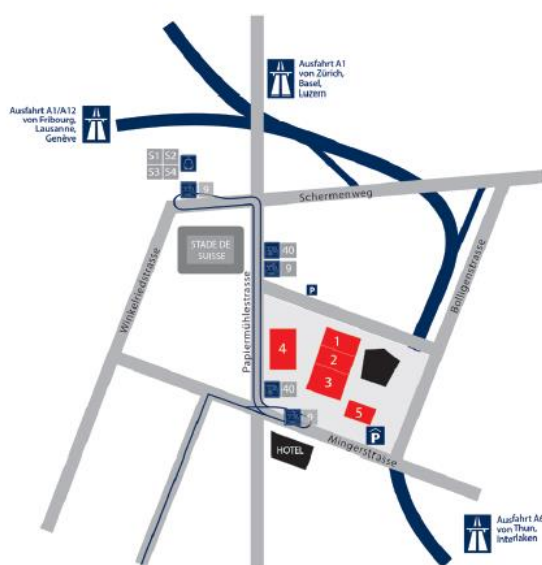 Ausfahrt A1
von Zürich,
Basel,
Luzern
Ausfahrt A1/A12
von Fribourg,
Lausanne,
Genève
S1 S2
S3 S4
9
Schermenweg
STADE DE
SUISSE
40
9
Winkelriedstrasse
Papiermühlestrasse
Bolligenstrasse
P
1
2
3
4
5
40
9
P
Mingerstrasse
HOTEL
Ausfahrt A6
von Thun,
Interlaken